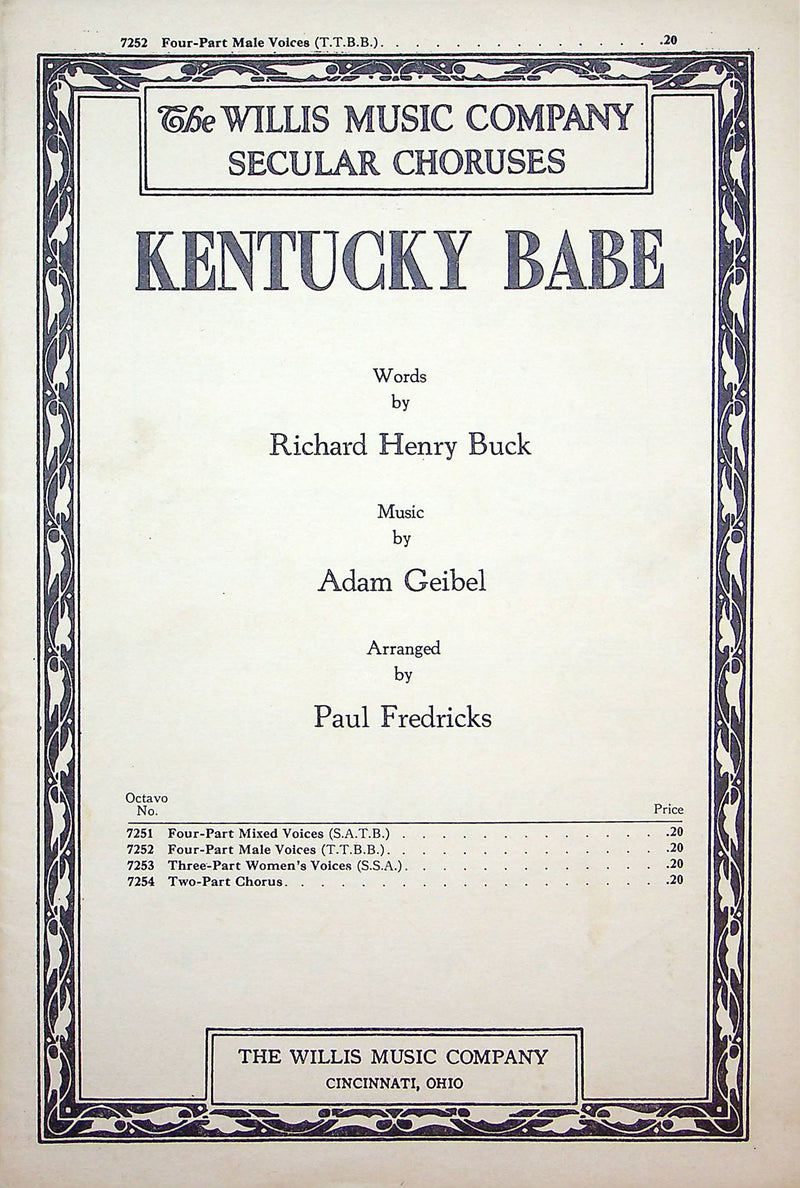 7252 Four-Part Male Voices (T.T.B.B.). . . . . . . . . . . . . . . .20
The WILLIS MUSIC COMPANY
SECULAR CHORUSES
KENTUCKY BABE
Words
by
Richard Henry Buck
Music
by
Adam Geibel
Arranged
by
Paul Fredricks
Octavo
No. Price
7251 Four-Part Mixed Voices (S.A.T.B.) . . . . . . . . . . . . . . .20
7252 Four-Part Male Voices (T.T.B.B.). . . . . . . . . . . . . . . .20
7253 Three-Part Women's Voices (S.S.A.). . . . . . . . . . . . . . .20
7254 Two-Part Chorus. . . . . . . . . . . . . . . . . . . .20
THE WILLIS MUSIC COMPANY
CINCINNATI, OHIO